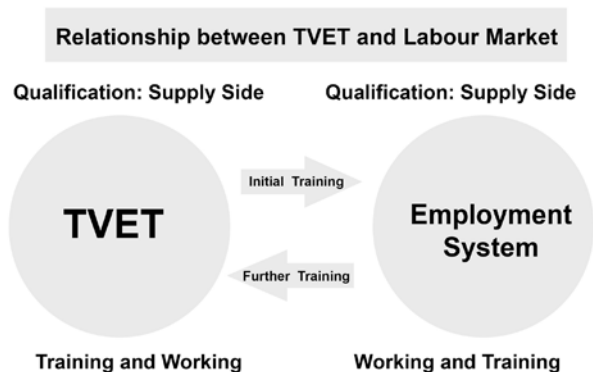 Relationship between TVET and Labour Market
Qualification: Supply Side
Qualification: Supply Side
TVET
Initial Training
Employment
System
Further Training
Training and Working
Working and Training